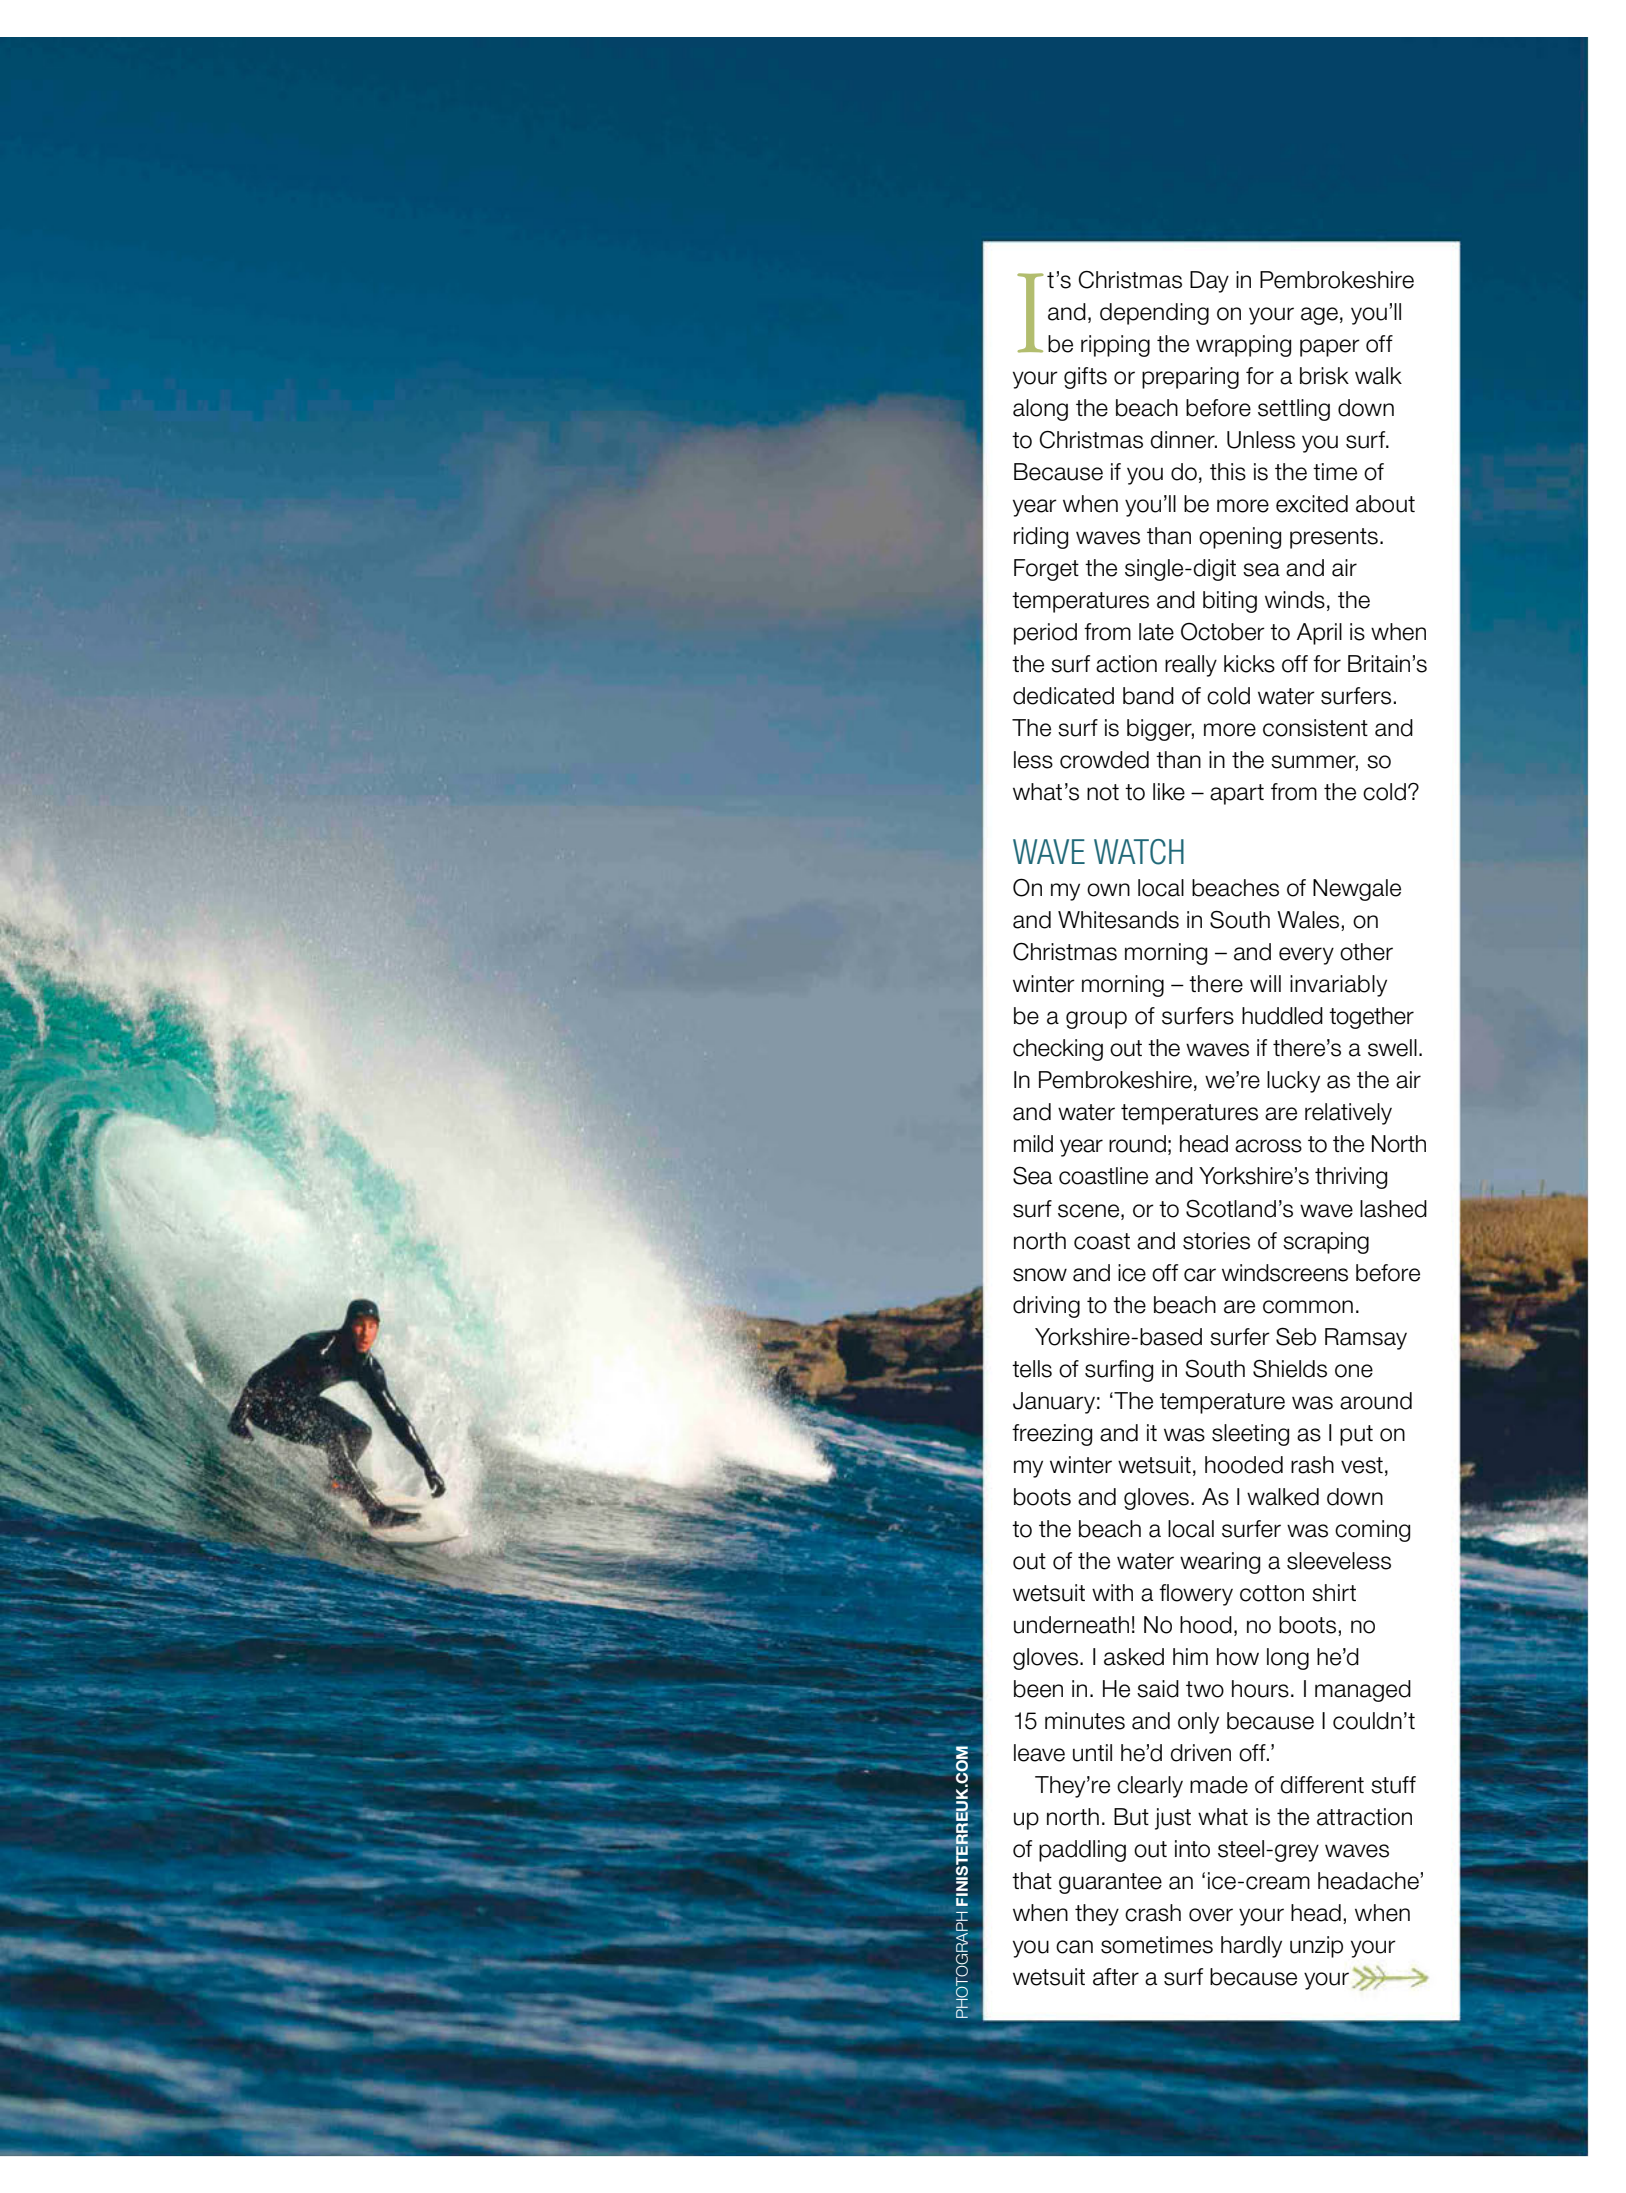 It's Christmas Day in Pembrokeshire
and, depending on your age, you'll
be ripping the wrapping paper off
your gifts or preparing for a brisk walk
along the beach before settling down
to Christmas dinner. Unless you surf.
Because if you do, this is the time of
year when you'll be more excited about
riding waves than opening presents.
Forget the single-digit sea and air
temperatures and biting winds, the
period from late October to April is when
the surf action really kicks off for Britain's
dedicated band of cold water surfers.
The surf is bigger, more consistent and
less crowded than in the summer, so
what's not to like – apart from the cold?
WAVE WATCH
On my own local beaches of Newgale
and Whitesands in South Wales, on
Christmas morning – and every other
winter morning – there will invariably
be a group of surfers huddled together
checking out the waves if there's a swell.
In Pembrokeshire, we're lucky as the air
and water temperatures are relatively
mild year round; head across to the North
Sea coastline and Yorkshire's thriving
surf scene, or to Scotland's wave lashed
north coast and stories of scraping
snow and ice off car windscreens before
driving to the beach are common.
Yorkshire-based surfer Seb Ramsay
tells of surfing in South Shields one
January: 'The temperature was around
freezing and it was sleeting as I put on
my winter wetsuit, hooded rash vest,
boots and gloves. As I walked down
to the beach a local surfer was coming
out of the water wearing a sleeveless
wetsuit with a flowery cotton shirt
underneath! No hood, no boots, no
gloves. I asked him how long he'd
been in. He said two hours. I managed
15 minutes and only because I couldn't
leave until he'd driven off.'
They're clearly made of different stuff
up north. But just what is the attraction
of paddling out into steel-grey waves
that guarantee an 'ice-cream headache'
when they crash over your head, when
you can sometimes hardly unzip your
wetsuit after a surf because your
PHOTOGRAPH FINISTERREUK.COM